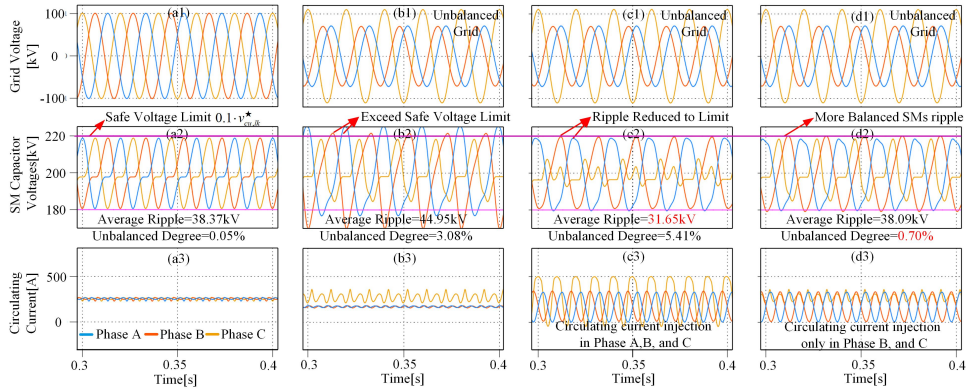 (a1)
(b1)
Unbalanced
Grid
(c1)
Unbalanced
Grid
(d1)
Unbalanced
Grid
Grid Voltage
[kV]
100
0
-100
Safe Voltage Limit 0.1·v★cu,lk
Exceed Safe Voltage Limit
Ripple Reduced to Limit
More Balanced SMs ripple
(a2)
(b2)
(c2)
(d2)
SM Capacitor
Voltages[kV]
220
200
180
Average Ripple=38.37kV
Unbalanced Degree=0.05%
Average Ripple=44.95kV
Unbalanced Degree=3.08%
Average Ripple=31.65kV
Unbalanced Degree=5.41%
Average Ripple=38.09kV
Unbalanced Degree=0.70%
(a3)
(b3)
(c3)
(d3)
Circulating
Current[A]
500
0
Phase A Phase B Phase C
Circulating current injection
in Phase A,B, and C
Circulating current injection
only in Phase B, and C
0.3 0.35 0.4
0.3 0.35 0.4
0.3 0.35 0.4
0.3 0.35 0.4
Time[s]
Time[s]
Time[s]
Time[s]